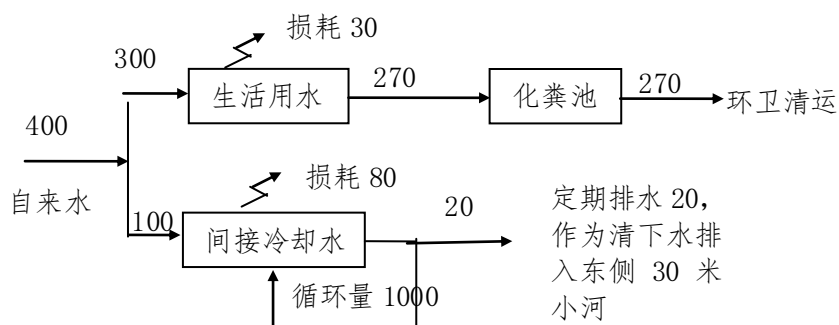 损耗 30
300
生活用水
270
化粪池
270
环卫清运
400
自来水
损耗 80
100
间接冷却水
20
定期排水 20，
作为清下水排
入东侧 30 米
小河
循环量 1000